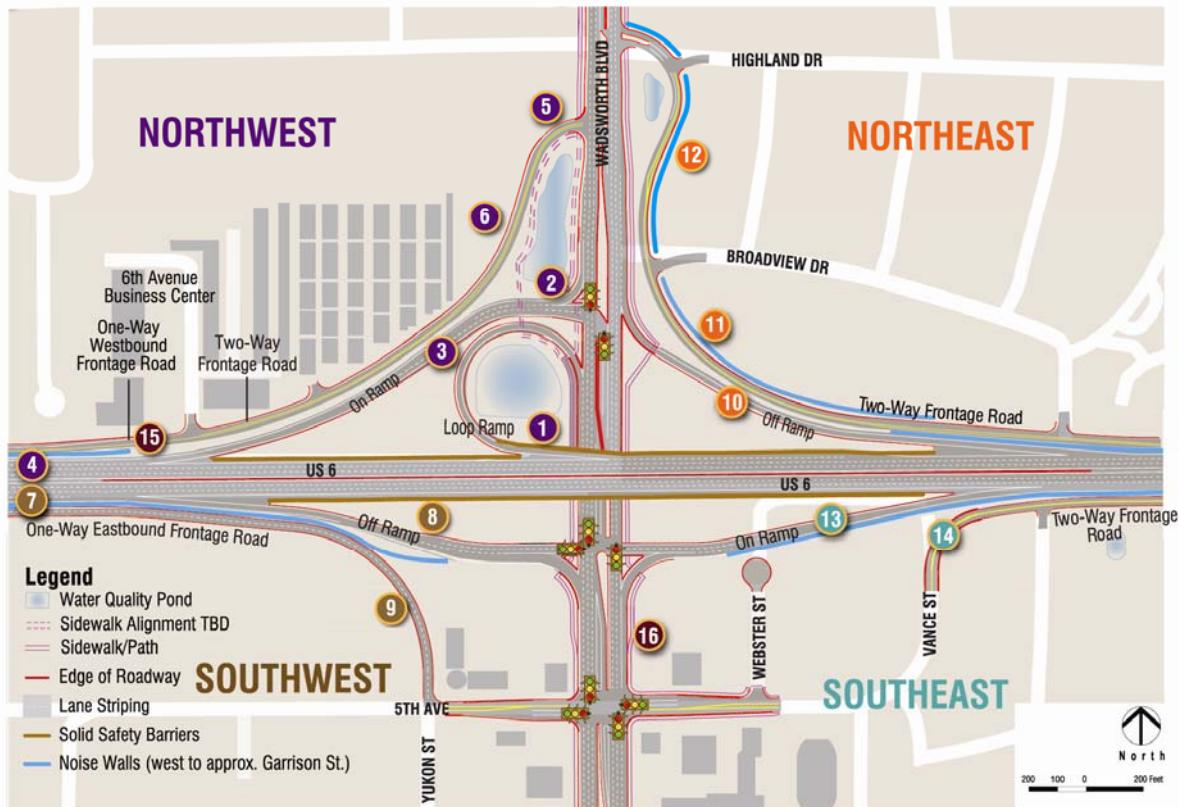 WADSWORTH BLVD
HIGHLAND DR
NORTHWEST
NORTHEAST
5
12
6
BROADVIEW DR
2
6th Avenue
Business Center
One-Way
Westbound
Frontage Road
Two-Way
Frontage Road
3
11
On Ramp
10
Off Ramp
Two-Way Frontage Road
15
Loop Ramp
1
4
US 6
US 6
7
One-Way Eastbound Frontage Road
Off Ramp
8
On Ramp
13
14
Two-Way Frontage
Road
9
16
WEBSTER ST
VANCE ST
SOUTHWEST
SOUTHEAST
5TH AVE
YUKON ST
Legend
Water Quality Pond
Sidewalk Alignment TBD
Sidewalk/Path
Edge of Roadway
Lane Striping
Solid Safety Barriers
Noise Walls (west to approx. Garrison St.)
North
200 100 0 200 Feet